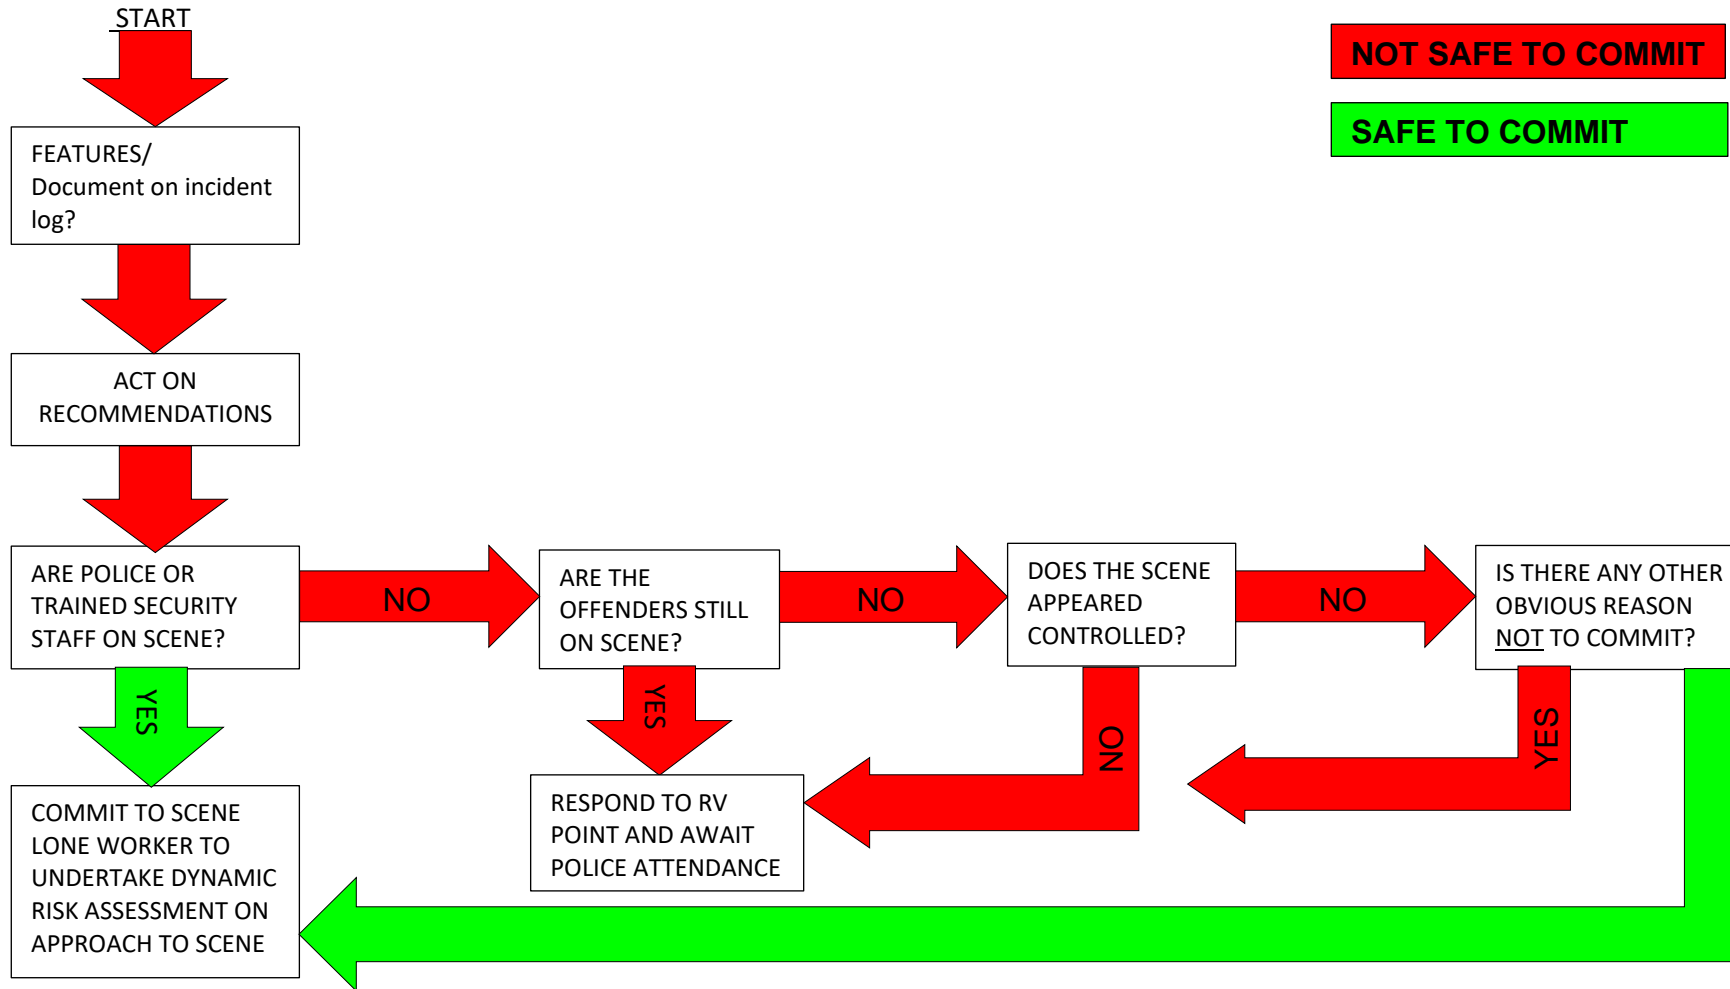 START
NOT SAFE TO COMMIT
SAFE TO COMMIT
FEATURES/
Document on incident
log?
ACT ON
RECOMMENDATIONS
ARE POLICE OR
TRAINED SECURITY
STAFF ON SCENE?
NO
ARE THE
OFFENDERS STILL
ON SCENE?
NO
DOES THE SCENE
APPEARED
CONTROLLED?
NO
IS THERE ANY OTHER
OBVIOUS REASON
NOT TO COMMIT?
YES
YES
NO
YES
COMMIT TO SCENE
LONE WORKER TO
UNDERTAKE DYNAMIC
RISK ASSESSMENT ON
APPROACH TO SCENE
RESPOND TO RV
POINT AND AWAIT
POLICE ATTENDANCE